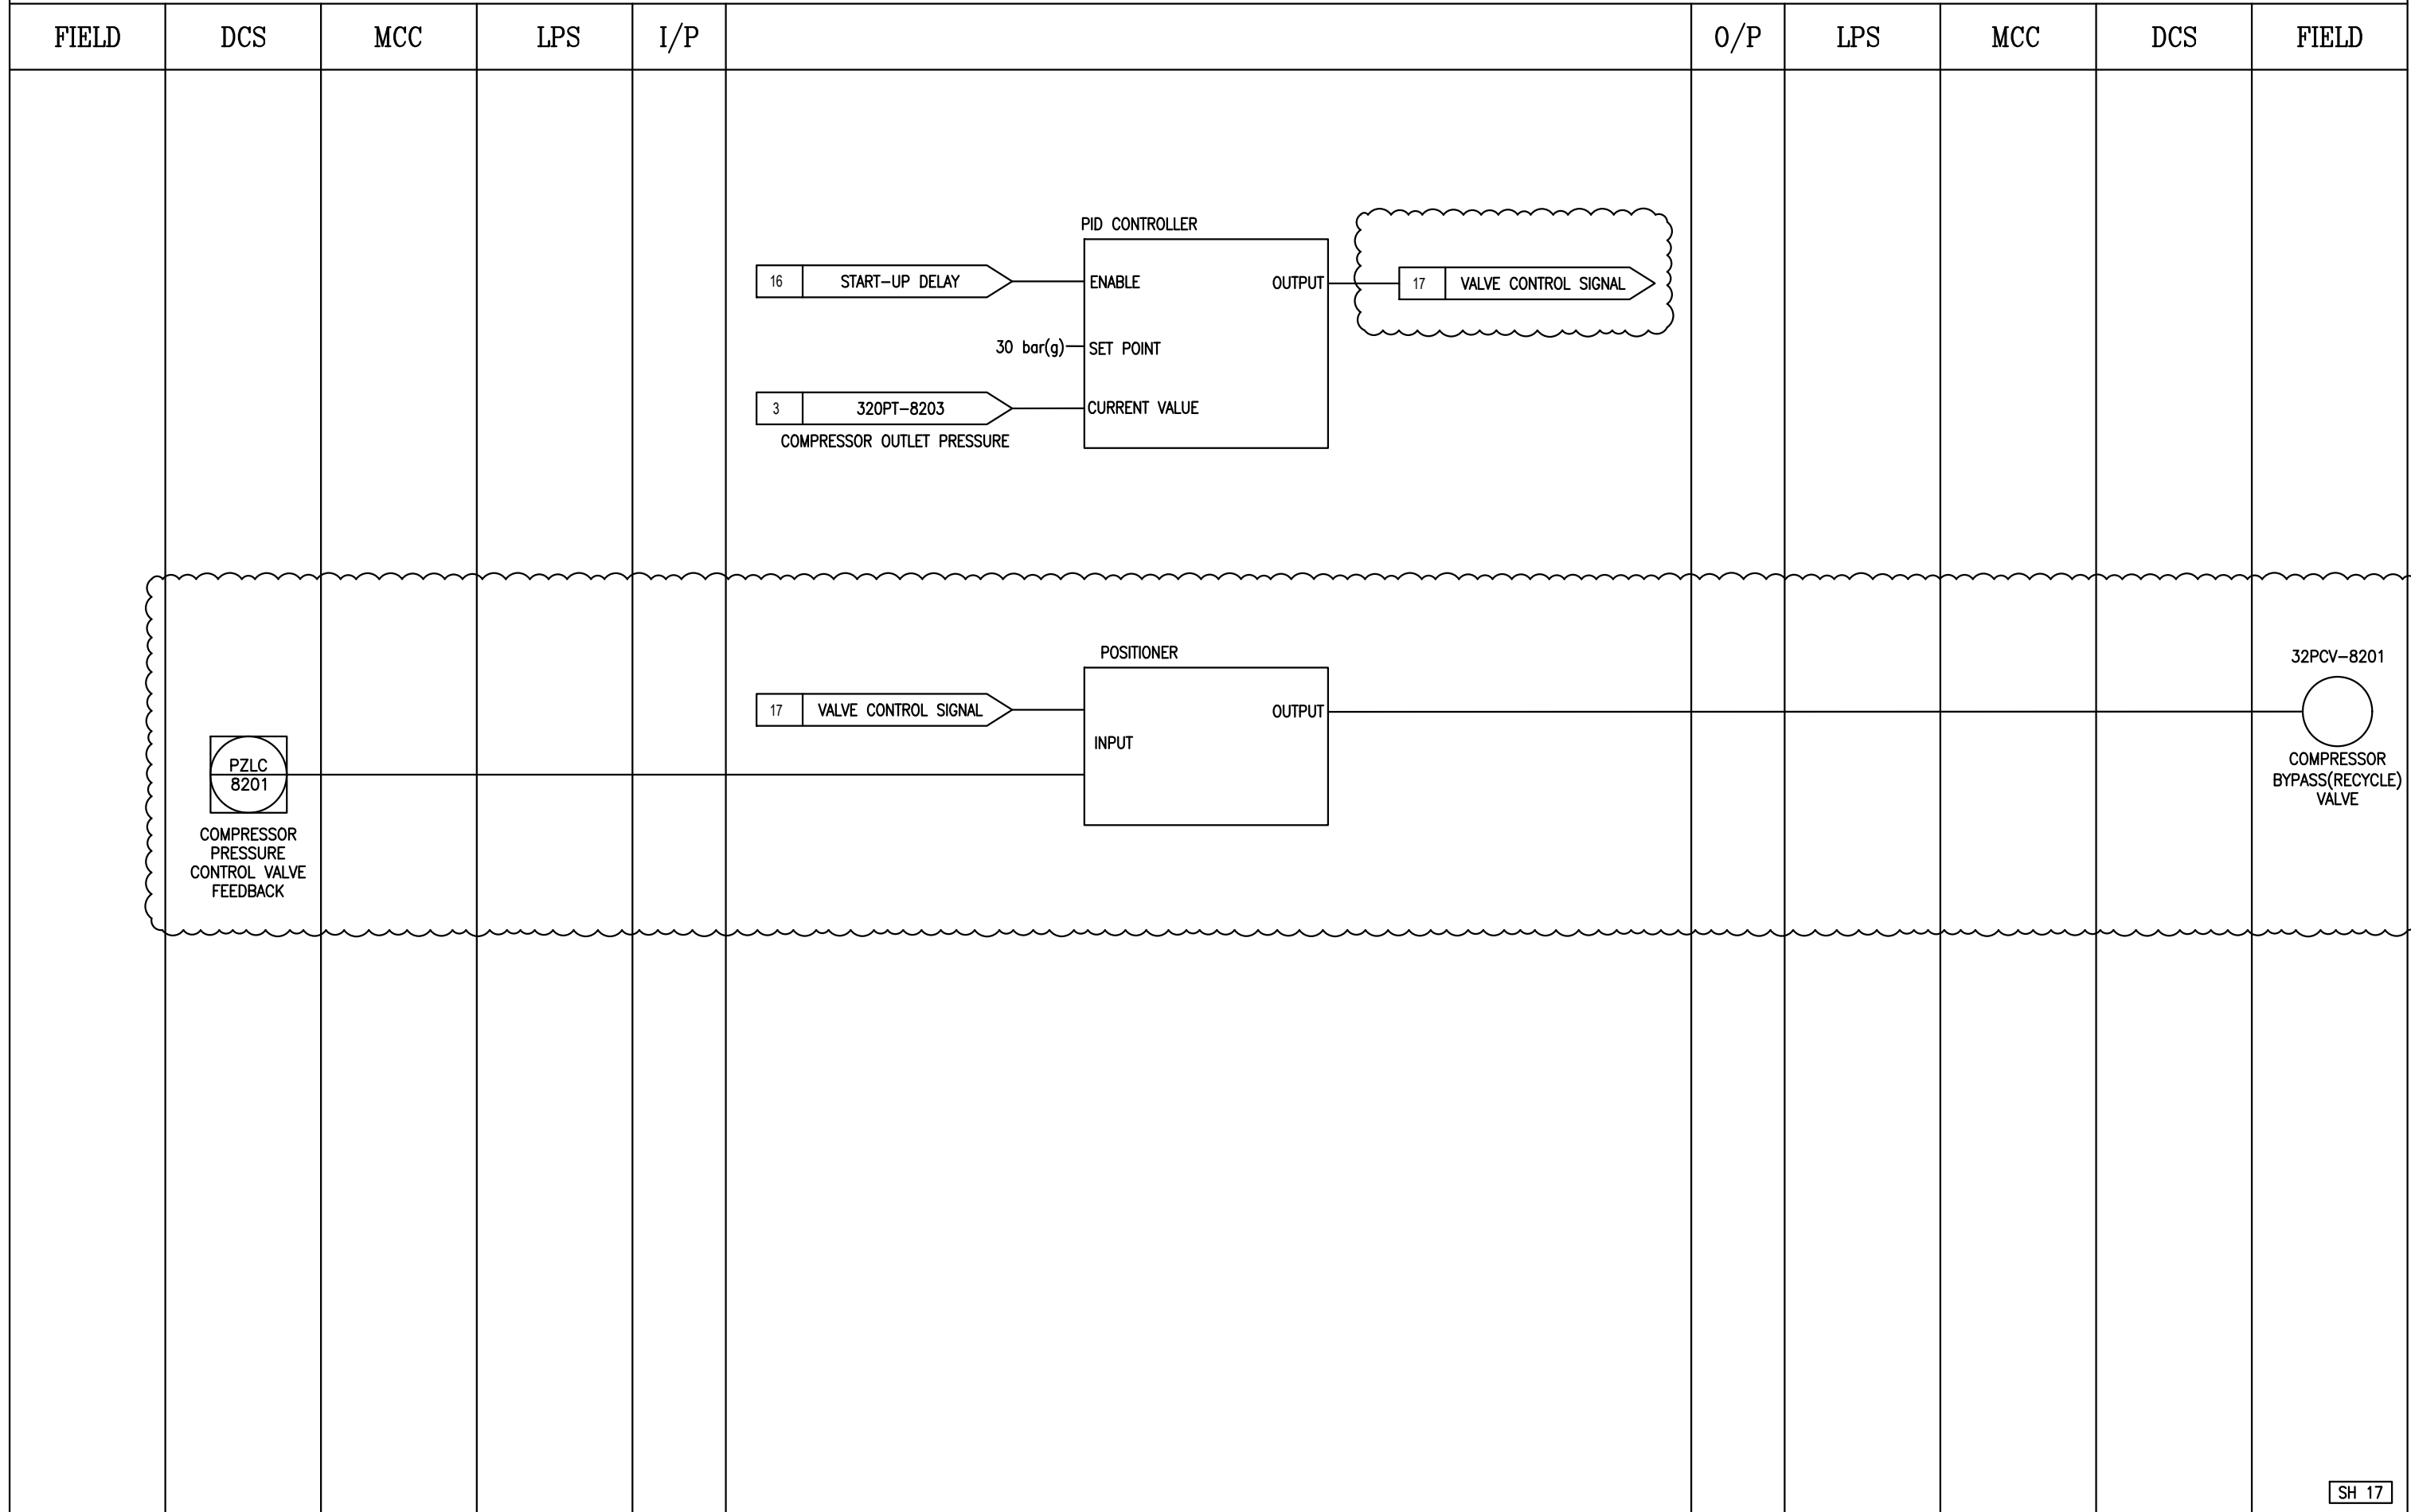 FIELD DCS MCC LPS I/P O/P LPS MCC DCS FIELD
PID CONTROLLER
16 START-UP DELAY
ENABLE
OUTPUT
17 VALVE CONTROL SIGNAL
30 bar(g)
SET POINT
3 320PT-8203
CURRENT VALUE
COMPRESSOR OUTLET PRESSURE
POSITIONER
17 VALVE CONTROL SIGNAL
OUTPUT
INPUT
PZLC
8201
COMPRESSOR
PRESSURE
CONTROL VALVE
FEEDBACK
32PCV-8201
COMPRESSOR
BYPASS(RECYCLE)
VALVE
SH 17